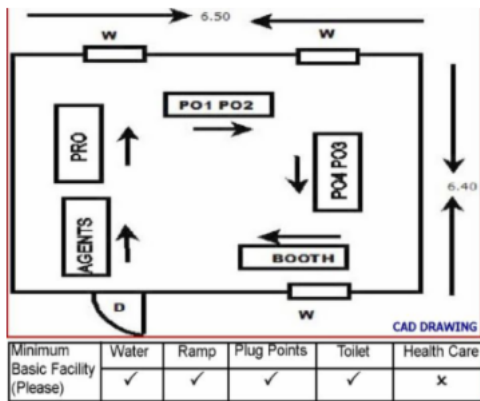 6.50
W
W
PO1 PO2
PRO
PO4 PO3
6.40
AGENTS
BOOTH
D
W
CAD DRAWING
Minimum Basic Facility (Please) Water Ramp Plug Points Toilet Health Care
✓ ✓ ✓ ✓ x